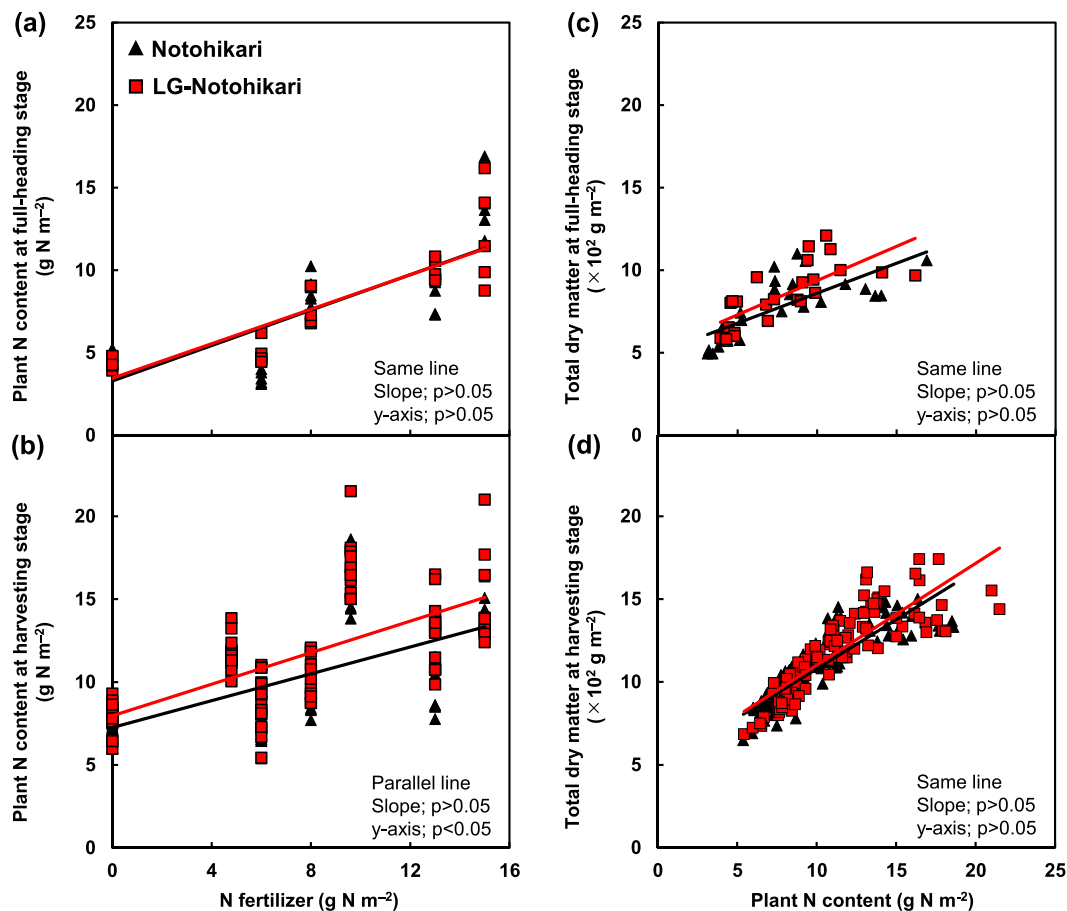 (a)
25
20
15
10
5
0
Plant N content at full-heading stage
(g N m⁻²)
Notohikari
LG-Notohikari
Same line
Slope; p>0.05
y-axis; p>0.05
(c)
25
20
15
10
5
0
Total dry matter at full-heading stage
(×10² g m⁻²)
Same line
Slope; p>0.05
y-axis; p>0.05
(b)
20
15
10
5
0
Plant N content at harvesting stage
(g N m⁻²)
Parallel line
Slope; p>0.05
y-axis; p<0.05
0 4 8 12 16
N fertilizer (g N m⁻²)
(d)
20
15
10
5
0
Total dry matter at harvesting stage
(×10² g m⁻²)
Same line
Slope; p>0.05
y-axis; p>0.05
0 5 10 15 20 25
Plant N content (g N m⁻²)